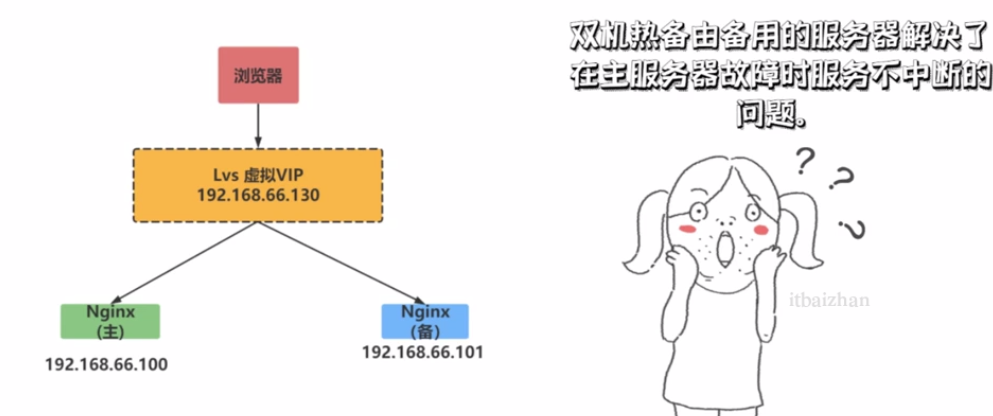 浏览器
Lvs 虚拟VIP
192.168.66.130
Nginx
(主)
192.168.66.100
Nginx
(备)
192.168.66.101
双机热备由备用的服务器解决了
在主服务器故障时服务不中断的
问题。
? ? ?
itbaizhan